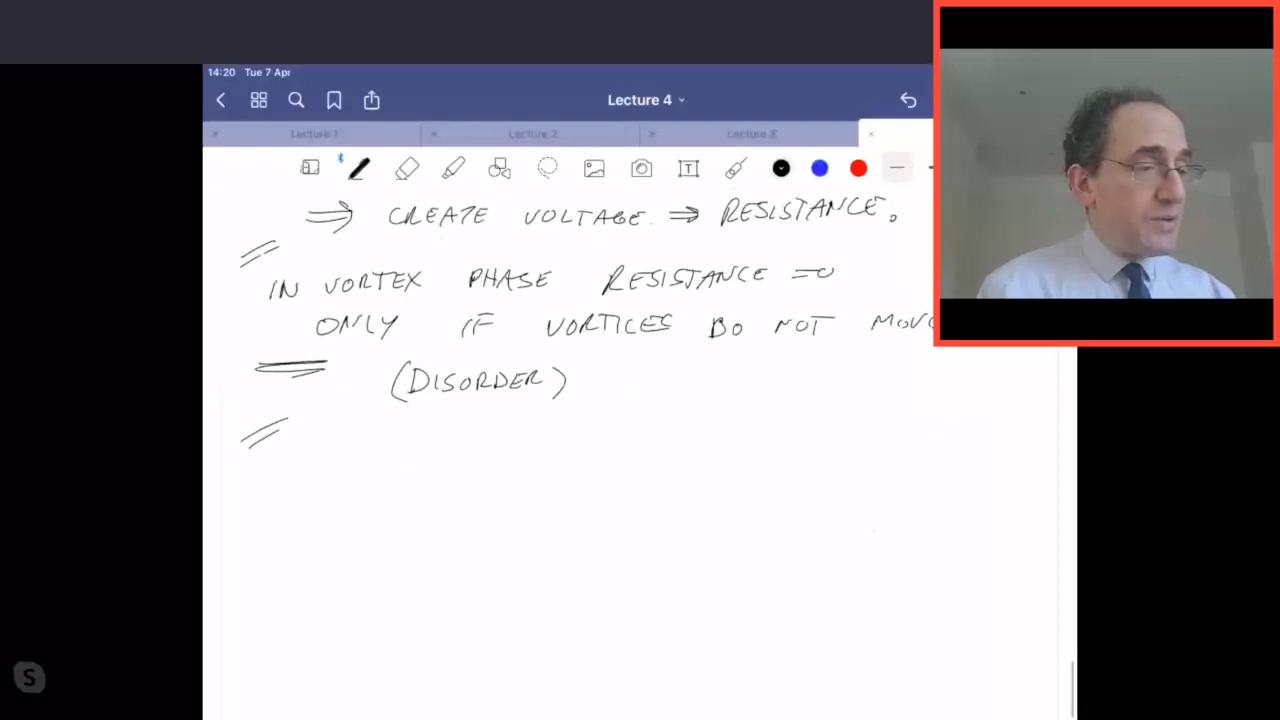 14:20 Tue 7 Apr
Lecture 4
Lecture 1 Lecture 2 Lecture 3
T
⇒ CREATE VOLTAGE. ⇒ RESISTANCE.
IN VORTEX PHASE RESISTANCE = 0
ONLY IF VORTICES DO NOT MOVE
(DISORDER)
S